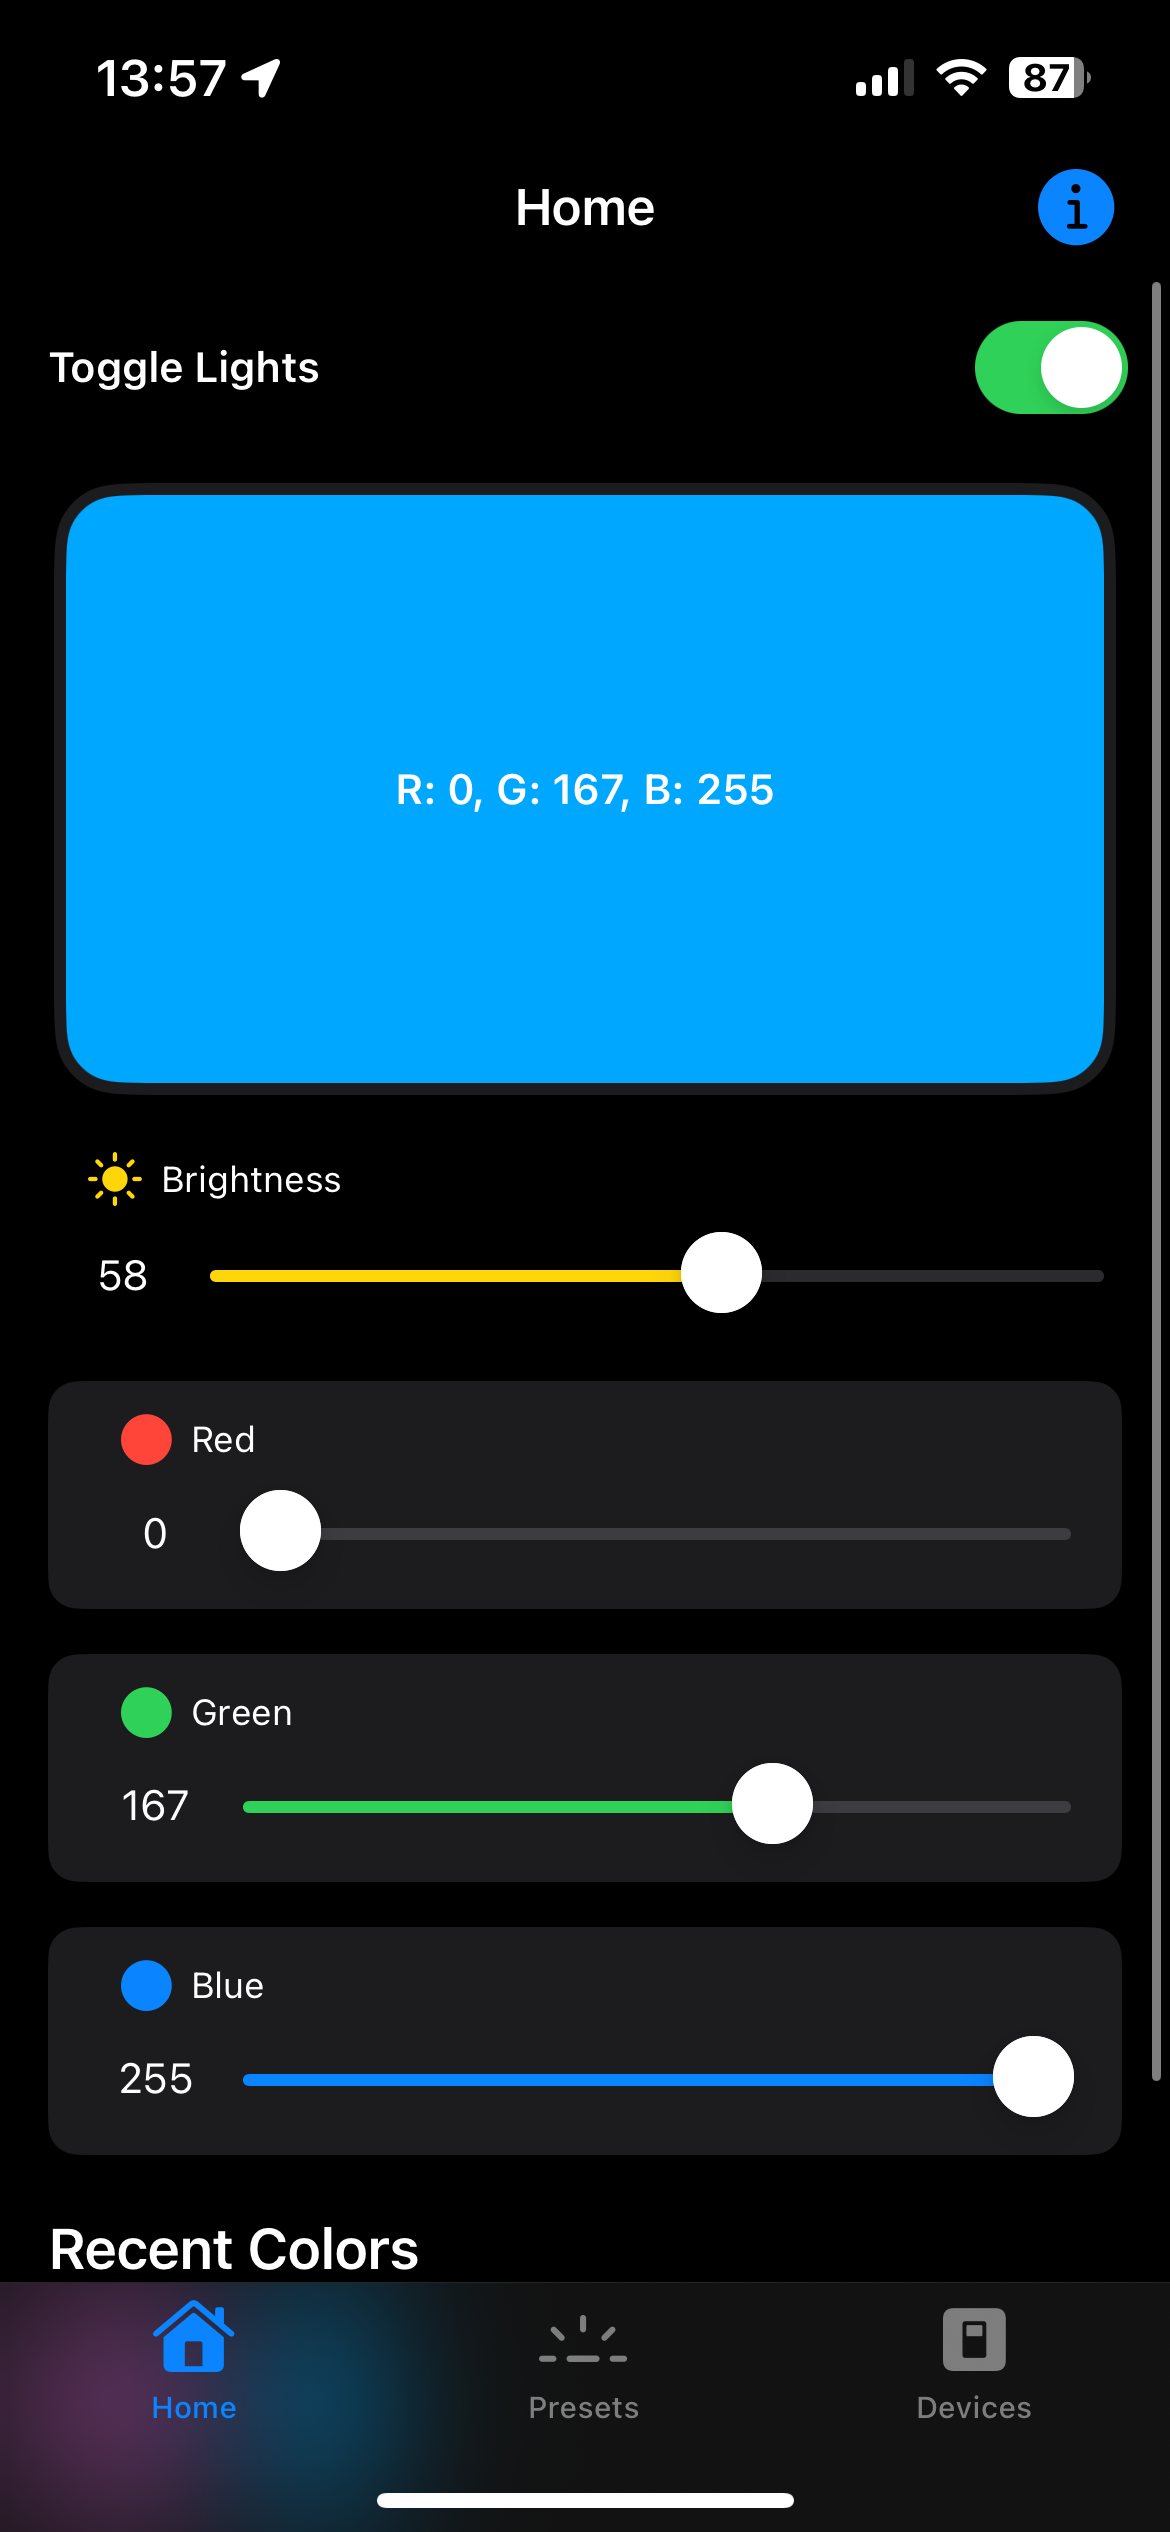 13:57
87
Home
Toggle Lights
R: 0, G: 167, B: 255
Brightness
58
Red
0
Green
167
Blue
255
Recent Colors
Home
Presets
Devices